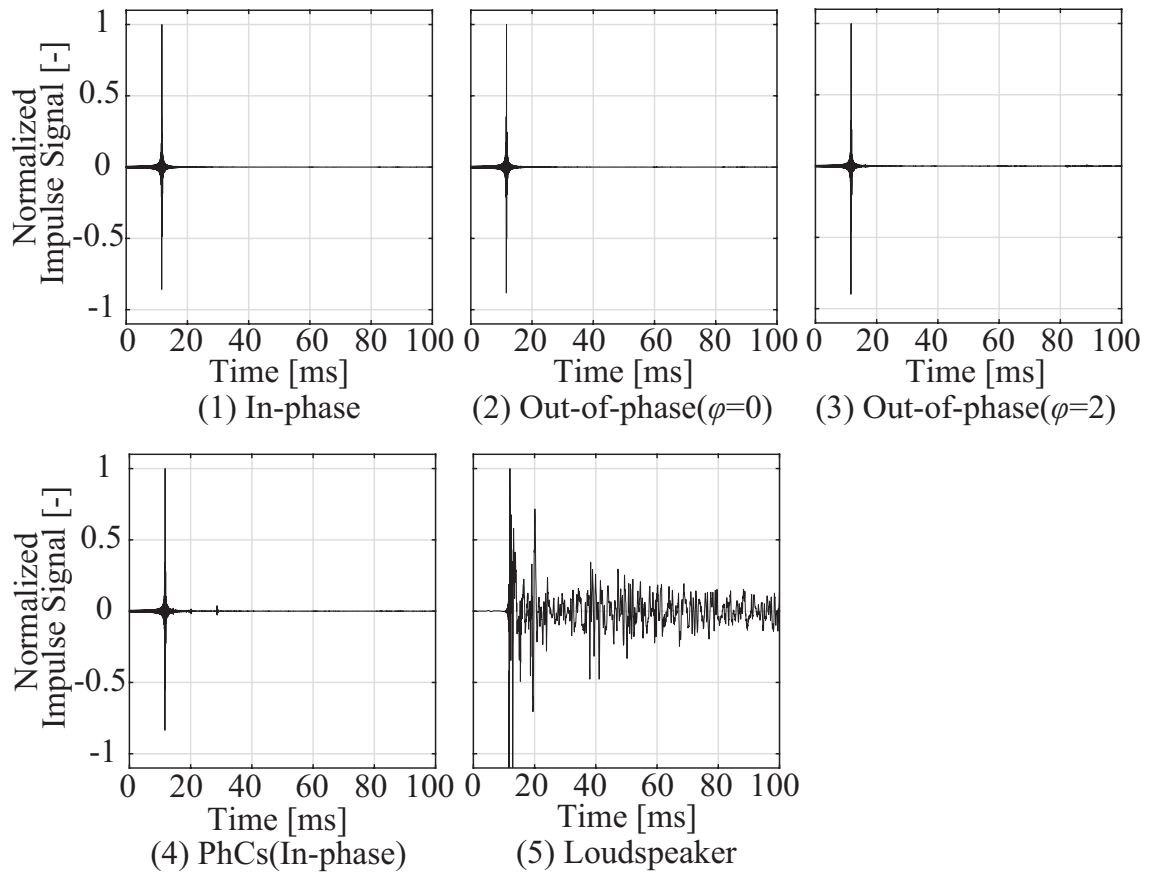 Normalized
Impulse Signal [-]
1
0.5
0
-0.5
-1
0 20 40 60 80 100
Time [ms]
(1) In-phase
0 20 40 60 80 100
Time [ms]
(2) Out-of-phase(φ=0)
0 20 40 60 80 100
Time [ms]
(3) Out-of-phase(φ=2)
Normalized
Impulse Signal [-]
1
0.5
0
-0.5
-1
0 20 40 60 80 100
Time [ms]
(4) PhCs(In-phase)
0 20 40 60 80 100
Time [ms]
(5) Loudspeaker